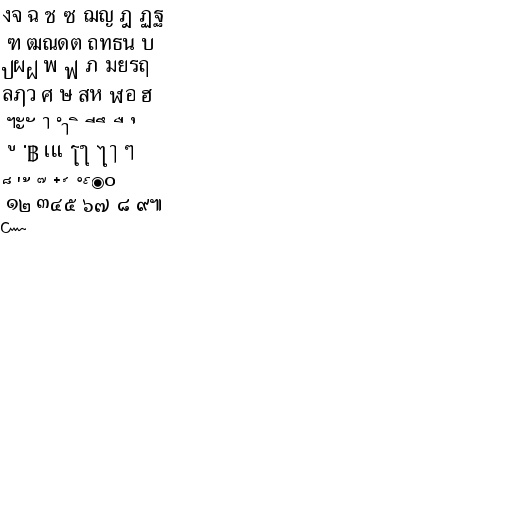 งจ ฉ ช ซ ฌญ ฎ ฏฐ
ฑ ฒณดต ถทธน บ
ปผฝ พ ฟ ภ มยรฤ
ลฦว ศ ษ สห ฬอ ฮ
ฯะั า ำ ิ ีึ ื ุ
ู ฺ฿ เแ โใ ไๅ ๆ
็ ่้ ๊ ๋์ ํ๎๏๐
๑๒ ๓๔๕ ๖๗ ๘ ๙๚
๛